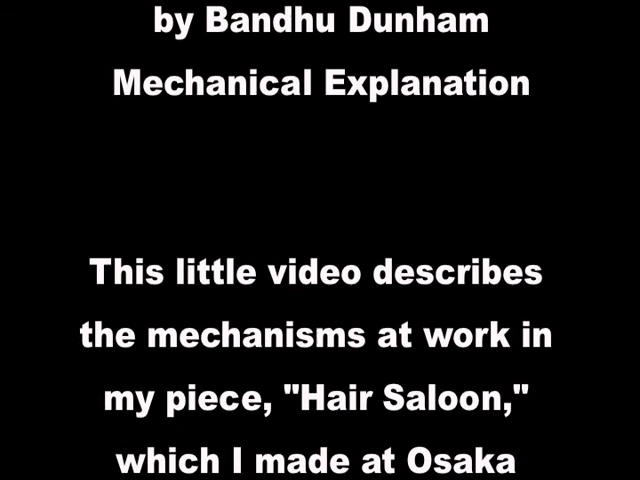 by Bandhu Dunham
Mechanical Explanation
This little video describes
the mechanisms at work in
my piece, "Hair Saloon,"
which I made at Osaka